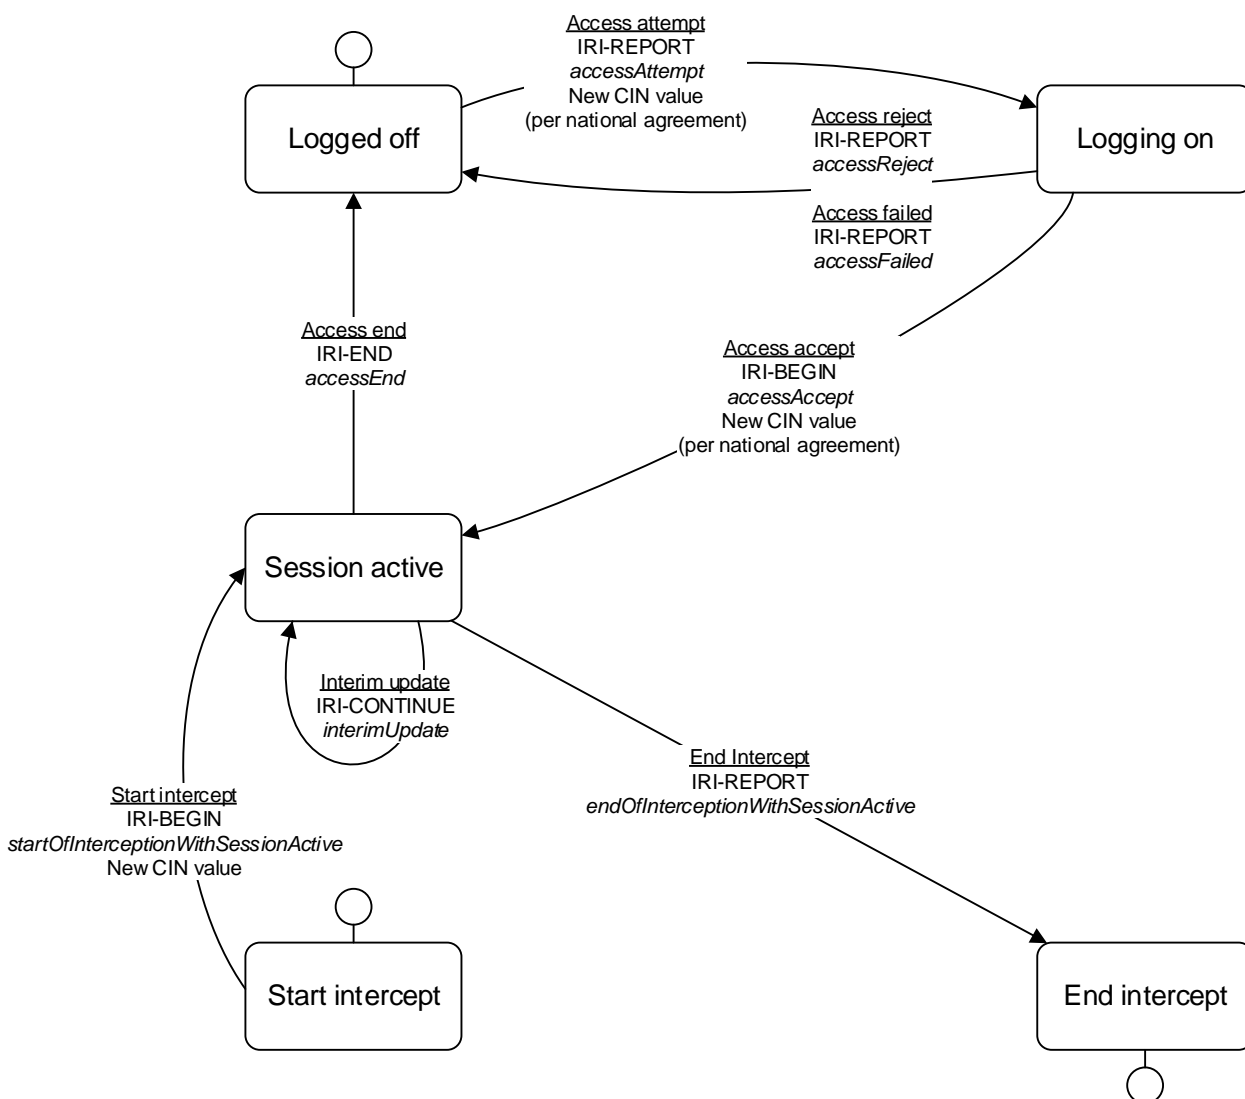 Access attempt
IRI-REPORT
accessAttempt
New CIN value
(per national agreement)
Logged off
Logging on
Access reject
IRI-REPORT
accessReject
Access failed
IRI-REPORT
accessFailed
Access end
IRI-END
accessEnd
Access accept
IRI-BEGIN
accessAccept
New CIN value
(per national agreement)
Session active
Interim update
IRI-CONTINUE
interimUpdate
End Intercept
IRI-REPORT
endOfInterceptionWithSessionActive
Start intercept
IRI-BEGIN
startOfInterceptionWithSessionActive
New CIN value
Start intercept
End intercept